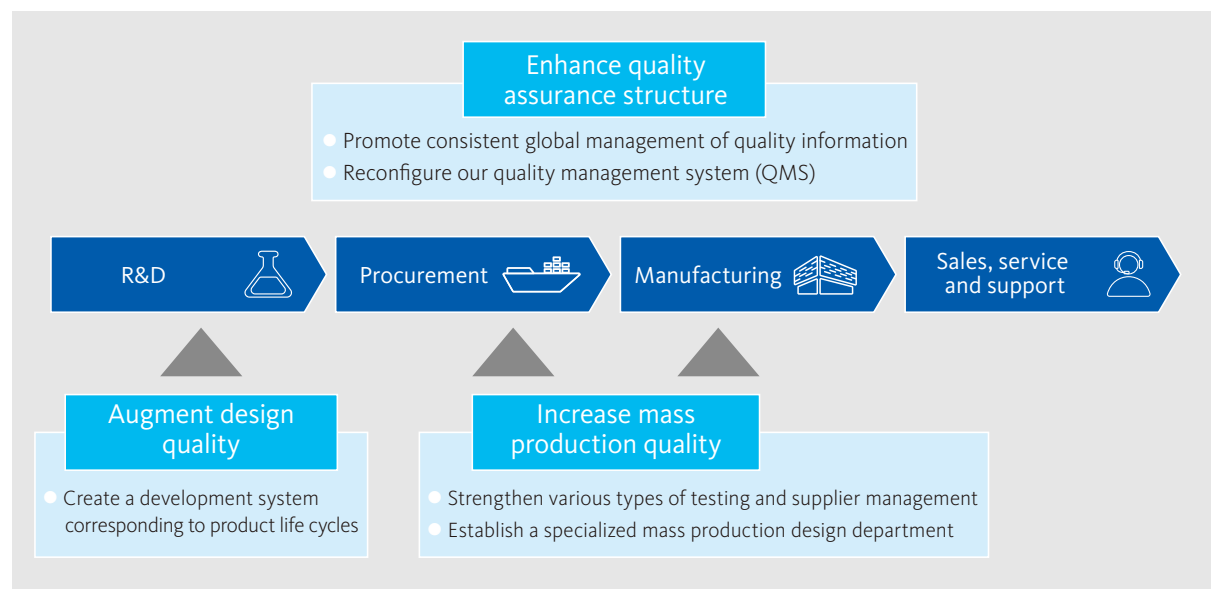 Enhance quality
assurance structure
Promote consistent global management of quality information
Reconfigure our quality management system (QMS)
R&D
Procurement
Manufacturing
Sales, service
and support
Augment design
quality
Create a development system
corresponding to product life cycles
Increase mass
production quality
Strengthen various types of testing and supplier management
Establish a specialized mass production design department